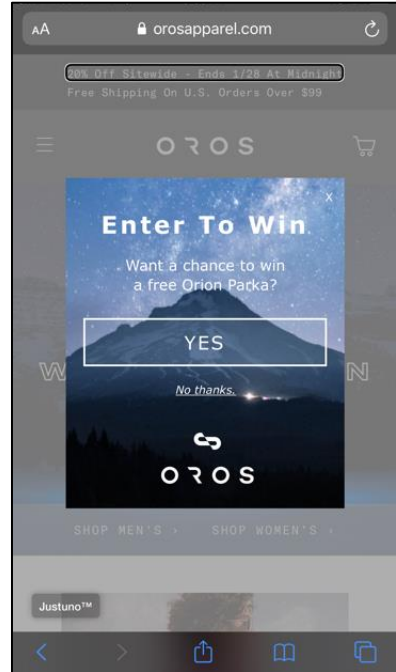 AA
orosapparel.com
20% Off Sitewide - Ends 1/28 At Midnight
Free Shipping On U.S. Orders Over $99
OROS
X
Enter To Win
Want a chance to win
a free Orion Parka?
YES
W
N
No thanks.
OROS
SHOP MEN'S › SHOP WOMEN'S ›
Justuno™